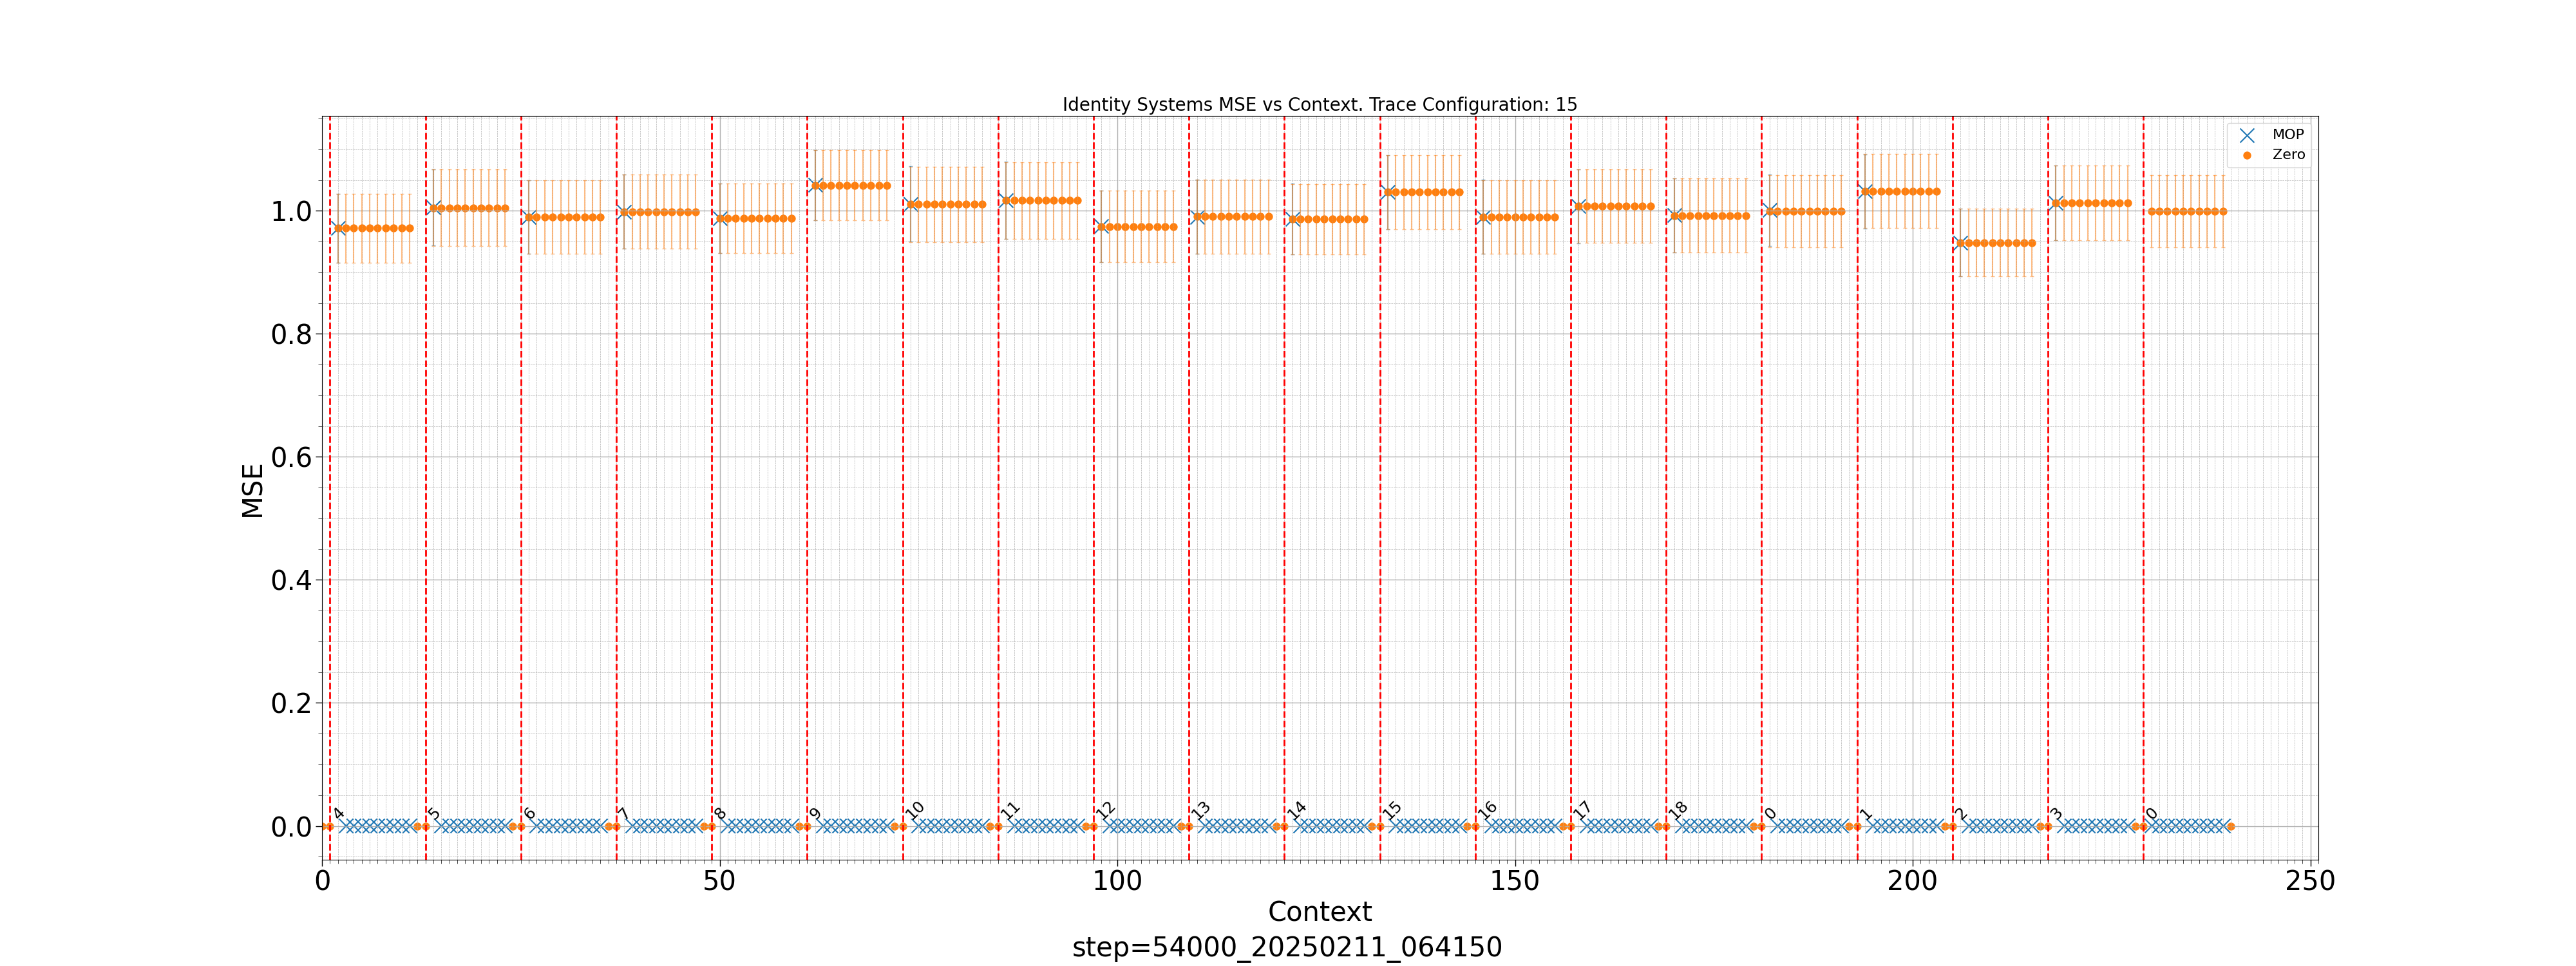 Identity Systems MSE vs Context. Trace Configuration: 15
MOP
Zero
1.0
0.8
0.6
0.4
0.2
0.0
MSE
4 5 6 7 8 9 10 11 12 13 14 15 16 17 18 0 1 2 3 0
0 50 100 150 200 250
Context
step=54000_20250211_064150